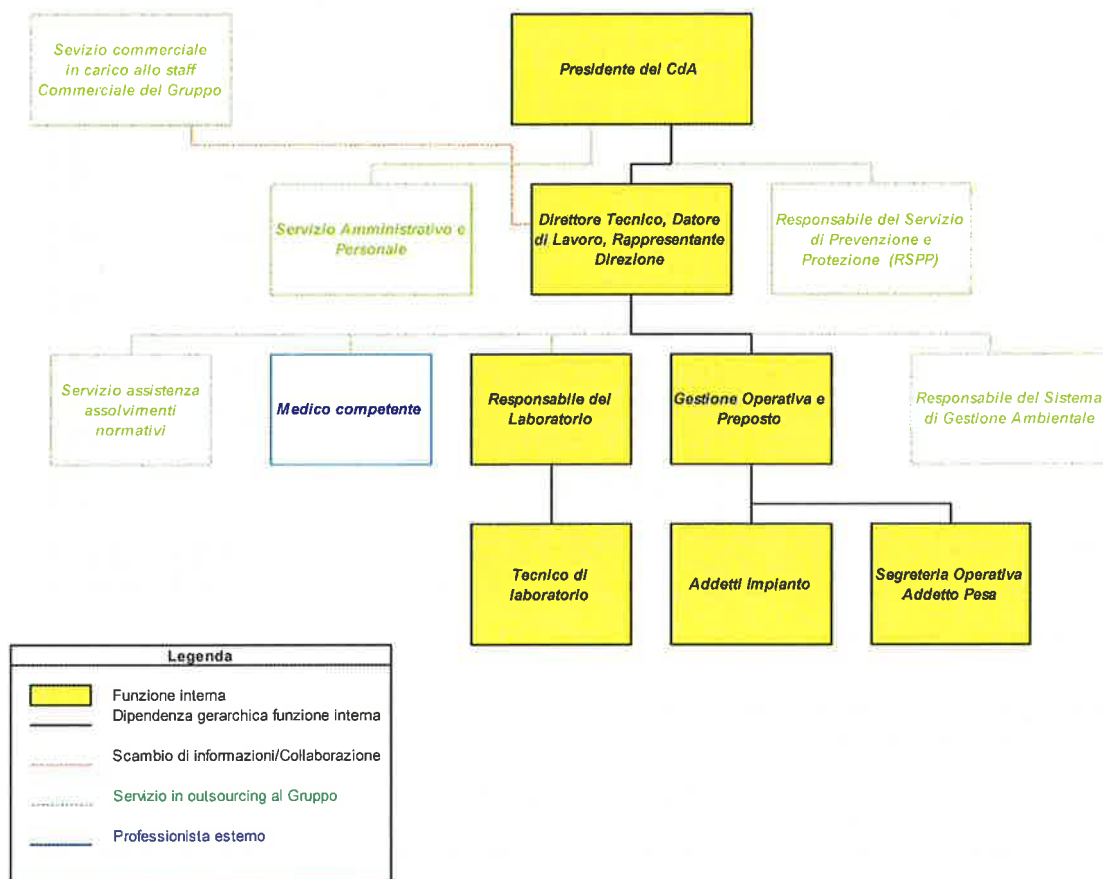 Sevizio commerciale
in carico allo staff
Commerciale del Gruppo
Presidente del CdA
Servizio Amministrativo e
Personale
Direttore Tecnico, Datore
di Lavoro, Rappresentante
Direzione
Responsabile del Servizio
di Prevenzione e
Protezione (RSPP)
Servizio assistenza
assolvimenti
normativi
Medico competente
Responsabile del
Laboratorio
Gestione Operativa e
Preposto
Responsabile del Sistema
di Gestione Ambientale
Tecnico di
laboratorio
Addetti Impianto
Segreteria Operativa
Addetto Pesa
Legenda
Funzione interna
Dipendenza gerarchica funzione interna
Scambio di informazioni/Collaborazione
Servizio in outsourcing al Gruppo
Professionista esterno